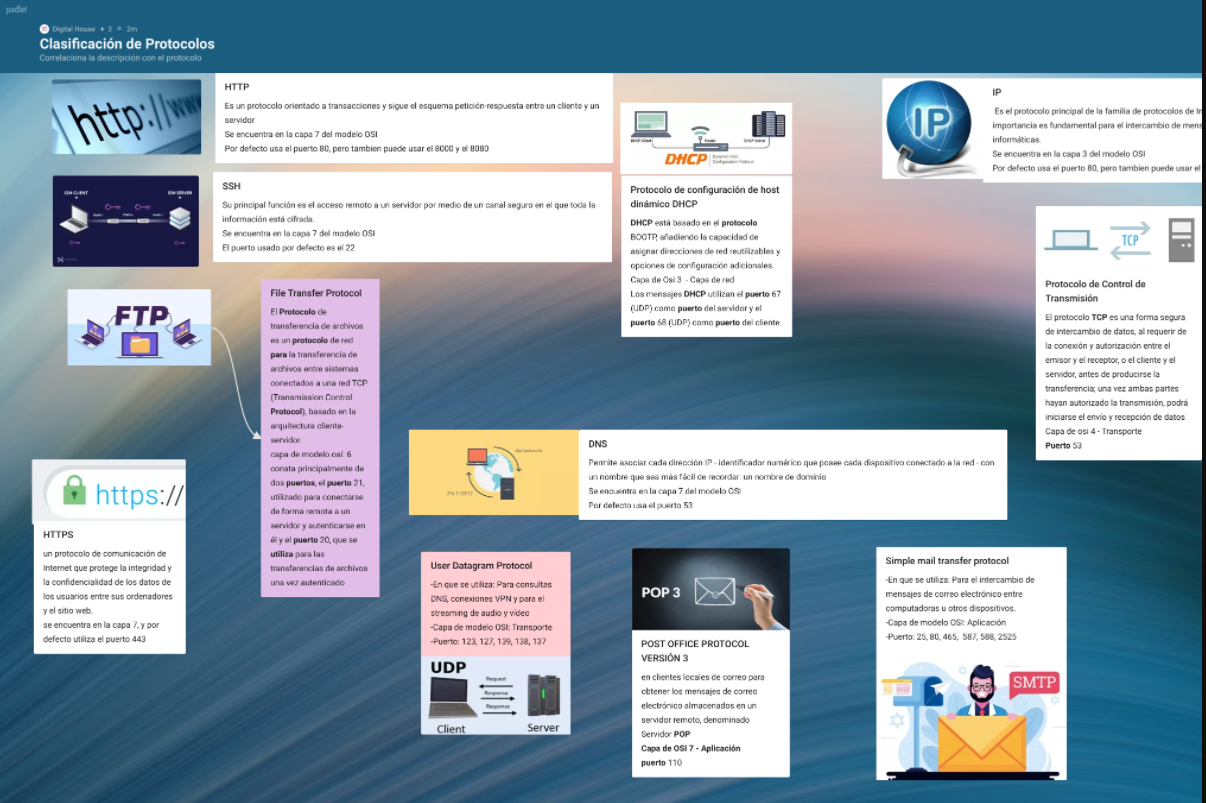 padlet
Digital House + 3 2m
Clasificación de Protocolos
Correlaciona la descripción con el protocolo
http://www
HTTP
Es un protocolo orientado a transacciones y sigue el esquema petición-respuesta entre un cliente y un
servidor
Se encuentra en la capa 7 del modelo OSI
Por defecto usa el puerto 80, pero tambien puede usar el 8000 y el 8080
SSH CLIENT
SSH SERVER
SSH
Su principal función es el acceso remoto a un servidor por medio de un canal seguro en el que toda la
información está cifrada.
Se encuentra en la capa 7 del modelo OSI
El puerto usado por defecto es el 22
FTP
File Transfer Protocol
El Protocolo de
transferencia de archivos
es un protocolo de red
para la transferencia de
archivos entre sistemas
conectados a una red TCP
(Transmission Control
Protocol), basado en la
arquitectura cliente-
servidor.
capa de modelo osi: 6
consta principalmente de
dos puertos, el puerto 21,
utilizado para conectarse
de forma remota a un
servidor y autenticarse en
él y el puerto 20, que se
utiliza para las
transferencias de archivos
una vez autenticado
https://
HTTPS
un protocolo de comunicación de
Internet que protege la integridad y
la confidencialidad de los datos de
los usuarios entre sus ordenadores
y el sitio web.
se encuentra en la capa 7, y por
defecto utiliza el puerto 443
DHCP Client
Router
DHCP Server
DHCP
Dynamic Host
Configuration Protocol
Protocolo de configuración de host
dinámico DHCP
DHCP está basado en el protocolo
BOOTP, añadiendo la capacidad de
asignar direcciones de red reutilizables y
opciones de configuración adicionales.
Capa de Osi 3 - Capa de red
Los mensajes DHCP utilizan el puerto 67
(UDP) como puerto del servidor y el
puerto 68 (UDP) como puerto del cliente.
IP
IP
Es el protocolo principal de la familia de protocolos de In
importancia es fundamental para el intercambio de mens
informáticas.
Se encuentra en la capa 3 del modelo OSI
Por defecto usa el puerto 80, pero tambien puede usar el
TCP
Protocolo de Control de
Transmisión
El protocolo TCP es una forma segura
de intercambio de datos, al requerir de
la conexión y autorización entre el
emisor y el receptor, o el cliente y el
servidor, antes de producirse la
transferencia; una vez ambas partes
hayan autorizado la transmisión, podrá
iniciarse el envío y recepción de datos
Capa de osi 4 - Transporte
Puerto 53
DNS
Permite asociar cada dirección IP - identificador numérico que posee cada dispositivo conectado a la red - con
un nombre que sea más fácil de recordar: un nombre de dominio
Se encuentra en la capa 7 del modelo OSI
Por defecto usa el puerto 53
User Datagram Protocol
-En que se utiliza: Para consultas
DNS, conexiones VPN y para el
streaming de audio y vídeo
-Capa de modelo OSI: Transporte
-Puerto: 123, 127, 139, 138, 137
UDP
Request
Response
Response
Client
Server
POP 3
POST OFFICE PROTOCOL
VERSIÓN 3
en clientes locales de correo para
obtener los mensajes de correo
electrónico almacenados en un
servidor remoto, denominado
Servidor POP
Capa de OSI 7 - Aplicación
puerto 110
Simple mail transfer protocol
-En que se utiliza: Para el intercambio de
mensajes de correo electrónico entre
computadoras u otros dispositivos.
-Capa de modelo OSI: Aplicación
-Puerto: 25, 80, 465, 587, 588, 2525
SMTP